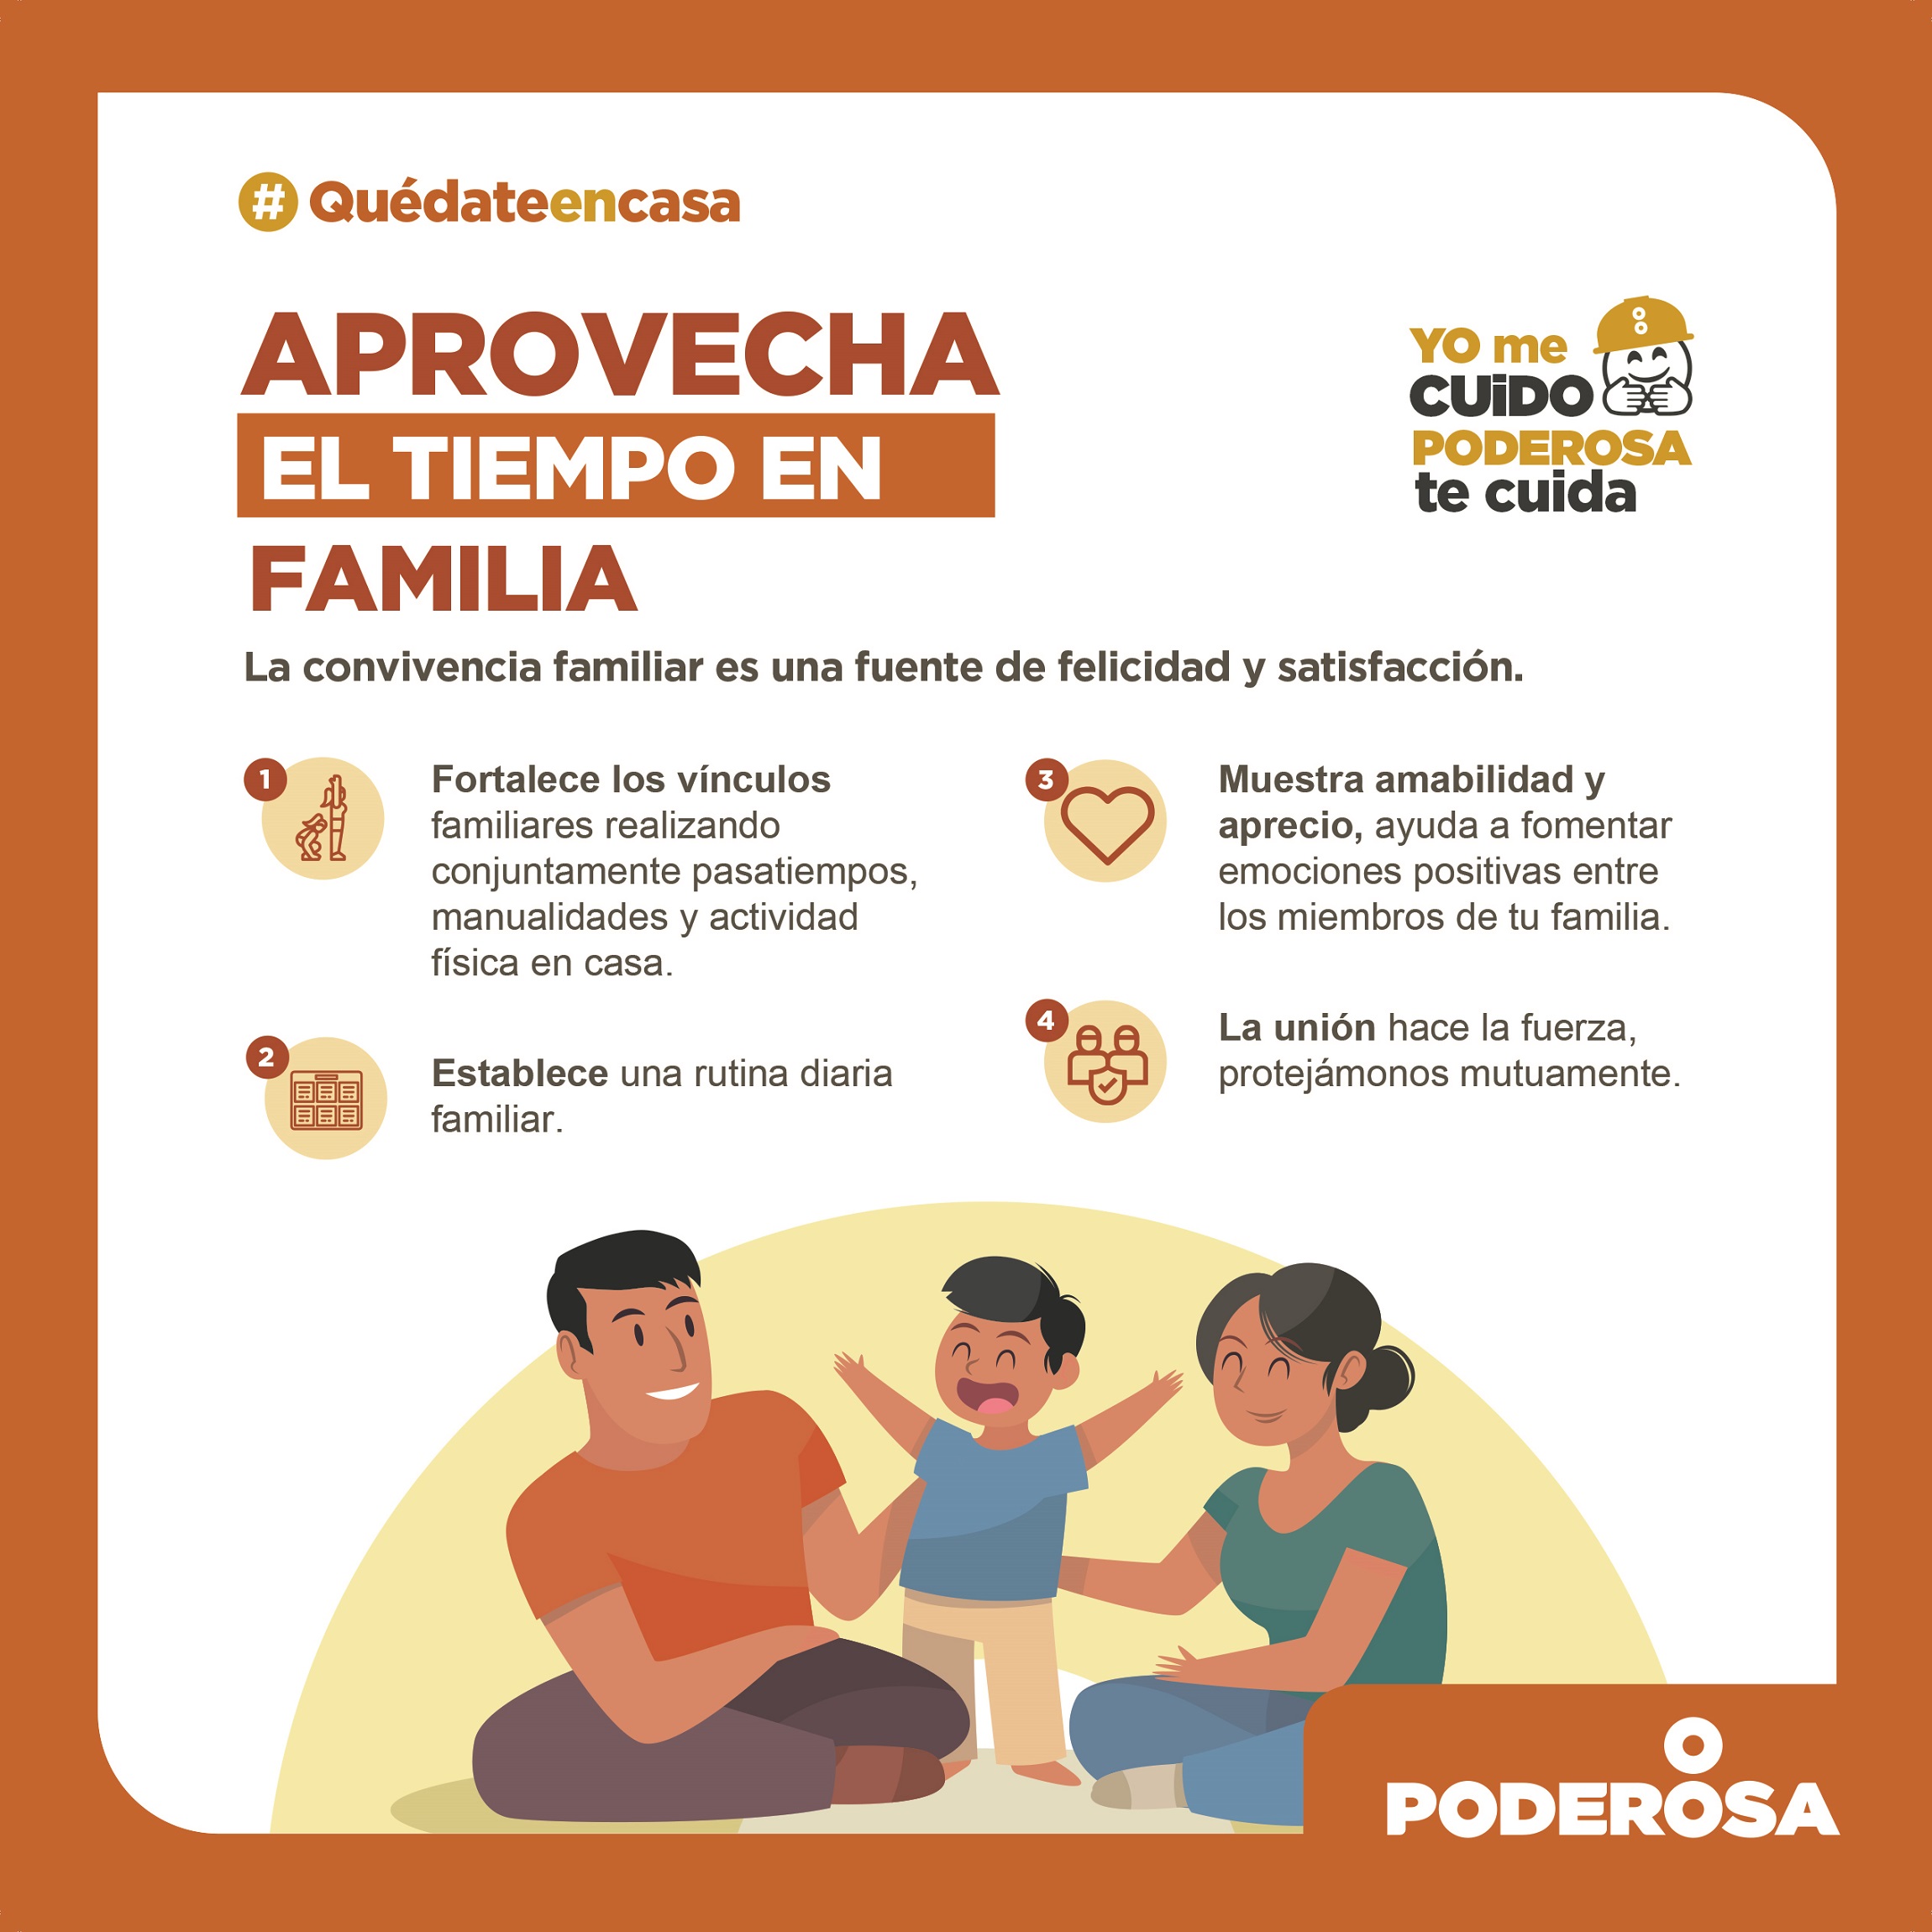 # Quédateencasa
APROVECHA
EL TIEMPO EN
FAMILIA
YO me
CUiDO
PODEROSA
te cuida
La convivencia familiar es una fuente de felicidad y satisfacción.
1
Fortalece los vínculos
familiares realizando
conjuntamente pasatiempos,
manualidades y actividad
física en casa.
2
Establece una rutina diaria
familiar.
3
Muestra amabilidad y
aprecio, ayuda a fomentar
emociones positivas entre
los miembros de tu familia.
4
La unión hace la fuerza,
protejámonos mutuamente.
PODEROSA